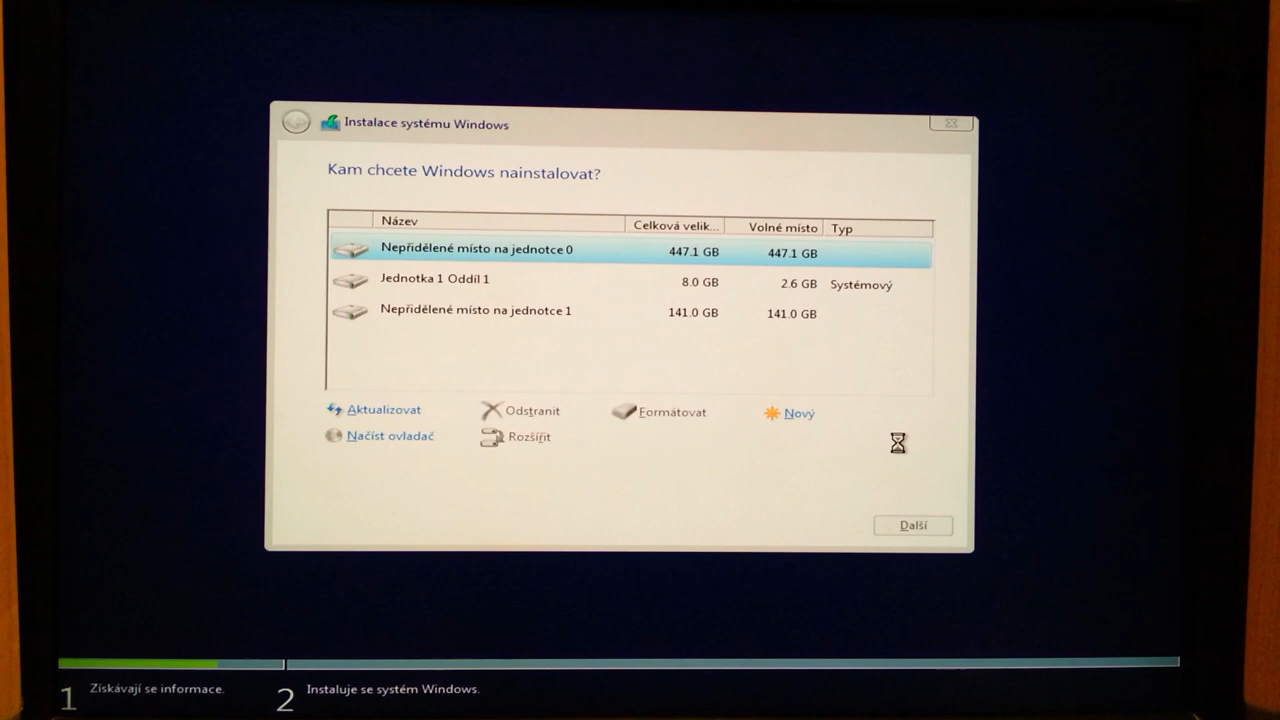 Instalace systému Windows
Kam chcete Windows nainstalovat?
Název Celková velik... Volné místo Typ
Nepřidělené místo na jednotce 0 447.1 GB 447.1 GB
Jednotka 1 Oddíl 1 8.0 GB 2.6 GB Systémový
Nepřidělené místo na jednotce 1 141.0 GB 141.0 GB
Aktualizovat Odstranit Formátovat Nový
Načíst ovladač Rozšířit
Další
1 Získávají se informace. 2 Instaluje se systém Windows.